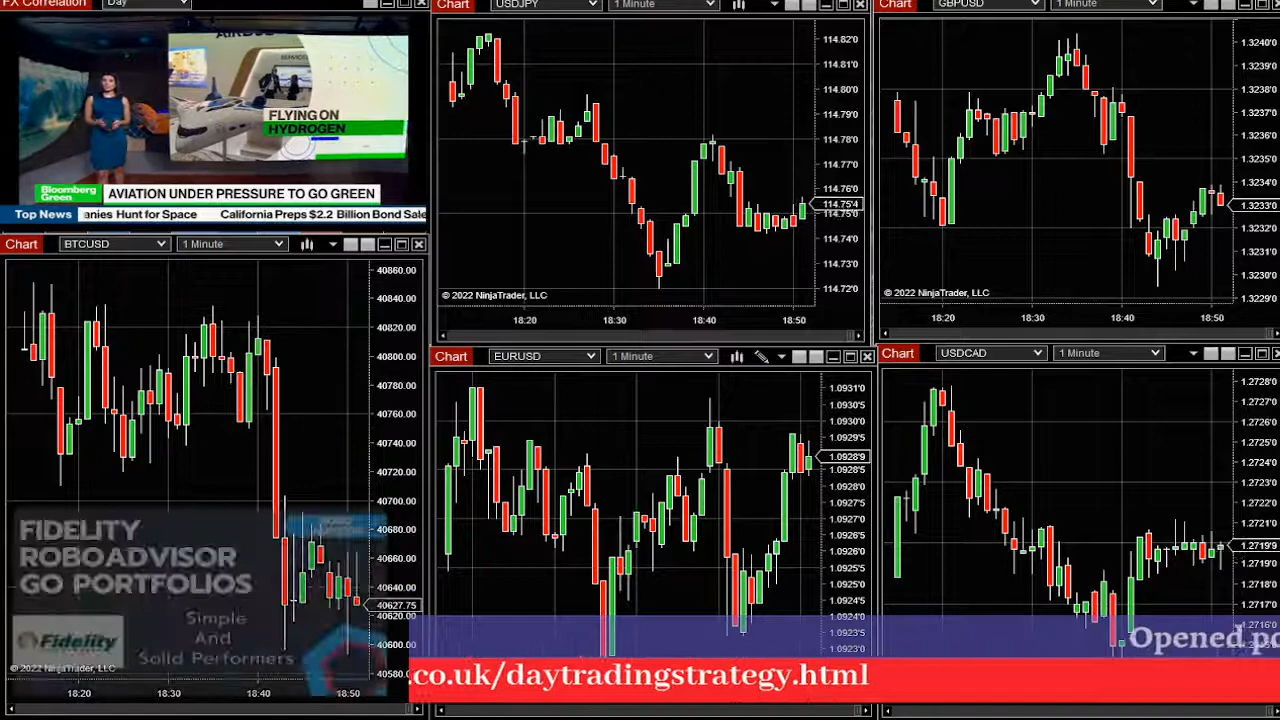 FX Correlation
Day
AIRBUS
FLYING ON
HYDROGEN
Bloomberg
Green
AVIATION UNDER PRESSURE TO GO GREEN
Top News
anies Hunt for Space
California Preps $2.2 Billion Bond Sale
Chart
USDJPY
1 Minute
114.82'0
114.81'0
114.80'0
114.79'0
114.78'0
114.77'0
114.76'0
114.75'4
114.75'0
114.74'0
114.73'0
114.72'0
© 2022 NinjaTrader, LLC
18:20
18:30
18:40
18:50
Chart
GBPUSD
1 Minute
1.3240'0
1.3239'0
1.3238'0
1.3236'0
1.3235'0
1.3234'0
1.3233'0
1.3232'0
1.3231'0
1.3230'0
1.3229'0
© 2022 NinjaTrader, LLC
18:20
18:30
18:40
18:50
Chart
BTCUSD
1 Minute
40860.00
40840.00
40820.00
40800.00
40780.00
40760.00
40740.00
40720.00
40700.00
40680.00
40660.00
40640.00
40627.75
40620.00
40600.00
40580.00
FIDELITY
ROBO ADVISOR
GO PORTFOLIOS
Simple
And
Solid Performers
Fidelity
© 2022 NinjaTrader, LLC
18:20
18:30
18:40
18:50
Chart
EURUSD
1 Minute
1.0931'0
1.0930'5
1.0930'0
1.0929'5
1.0928'9
1.0928'5
1.0928'0
1.0927'5
1.0927'0
1.0926'5
1.0926'0
1.0925'5
1.0925'0
1.0924'5
1.0924'0
1.0923'5
1.0923'0
Chart
USDCAD
1 Minute
1.2728'0
1.2727'0
1.2726'0
1.2725'0
1.2723'0
1.2722'0
1.2721'0
1.2719'9
1.2719'0
1.2718'0
1.2717'0
1.2716'0
Opened p
.co.uk/daytradingstrategy.html